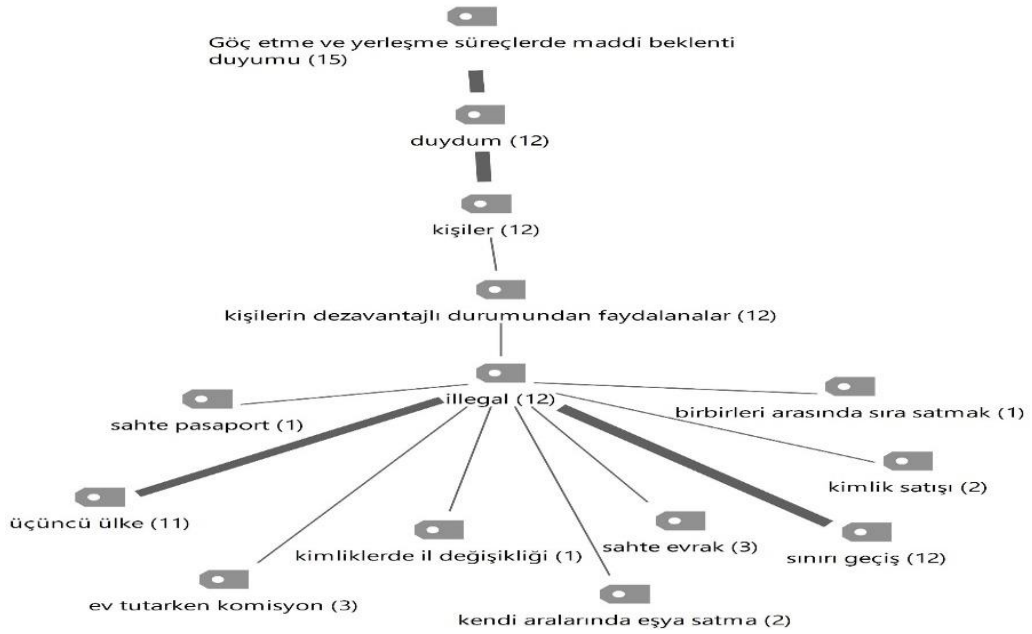 Göç etme ve yerleşme süreçlerde maddi beklenti
duyumu (15)
duydum (12)
kişiler (12)
kişilerin dezavantajlı durumundan faydalanalar (12)
illegal (12)
sahte pasaport (1)
birbirleri arasında sıra satmak (1)
üçüncü ülke (11)
kimlik satışı (2)
kimliklerde il değişikliği (1)
sahte evrak (3)
sınırı geçiş (12)
ev tutarken komisyon (3)
kendi aralarında eşya satma (2)